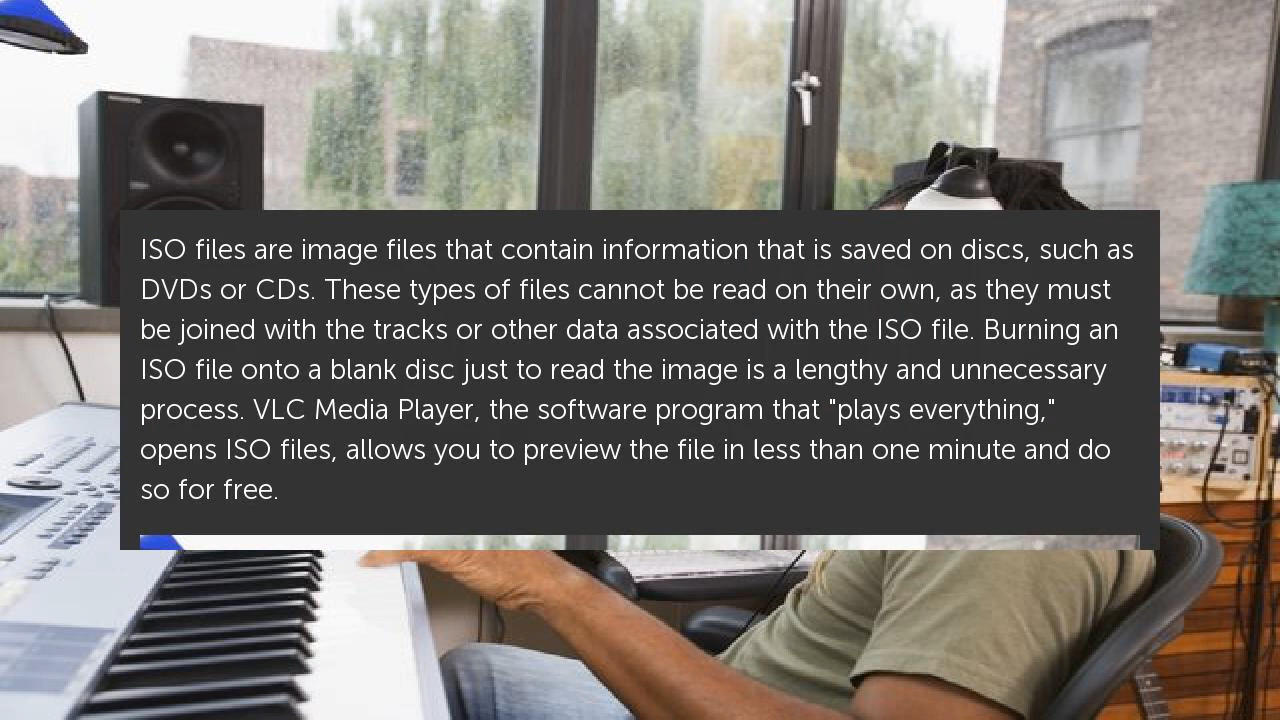 ISO files are image files that contain information that is saved on discs, such as
DVDs or CDs. These types of files cannot be read on their own, as they must
be joined with the tracks or other data associated with the ISO file. Burning an
ISO file onto a blank disc just to read the image is a lengthy and unnecessary
process. VLC Media Player, the software program that "plays everything,"
opens ISO files, allows you to preview the file in less than one minute and do
so for free.